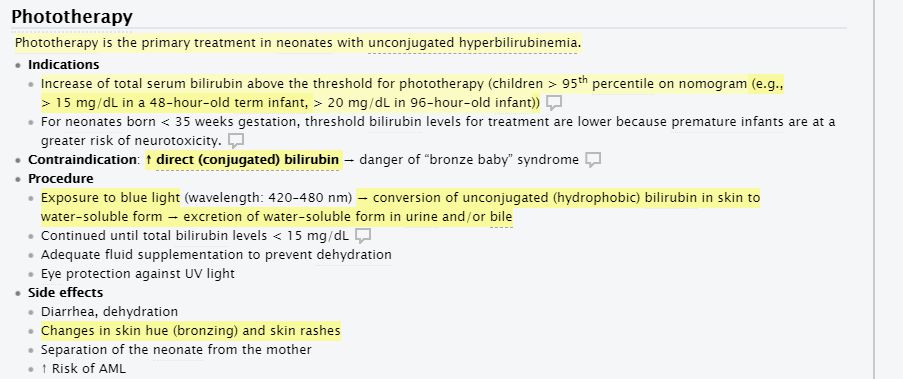 Phototherapy
Phototherapy is the primary treatment in neonates with unconjugated hyperbilirubinemia.
Indications
Increase of total serum bilirubin above the threshold for phototherapy (children > 95th percentile on nomogram (e.g.,
> 15 mg/dL in a 48-hour-old term infant, > 20 mg/dL in 96-hour-old infant))
For neonates born < 35 weeks gestation, threshold bilirubin levels for treatment are lower because premature infants are at a
greater risk of neurotoxicity.
Contraindication: ↑ direct (conjugated) bilirubin → danger of “bronze baby” syndrome
Procedure
Exposure to blue light (wavelength: 420–480 nm) → conversion of unconjugated (hydrophobic) bilirubin in skin to
water-soluble form → excretion of water-soluble form in urine and/or bile
Continued until total bilirubin levels < 15 mg/dL
Adequate fluid supplementation to prevent dehydration
Eye protection against UV light
Side effects
Diarrhea, dehydration
Changes in skin hue (bronzing) and skin rashes
Separation of the neonate from the mother
↑ Risk of AML